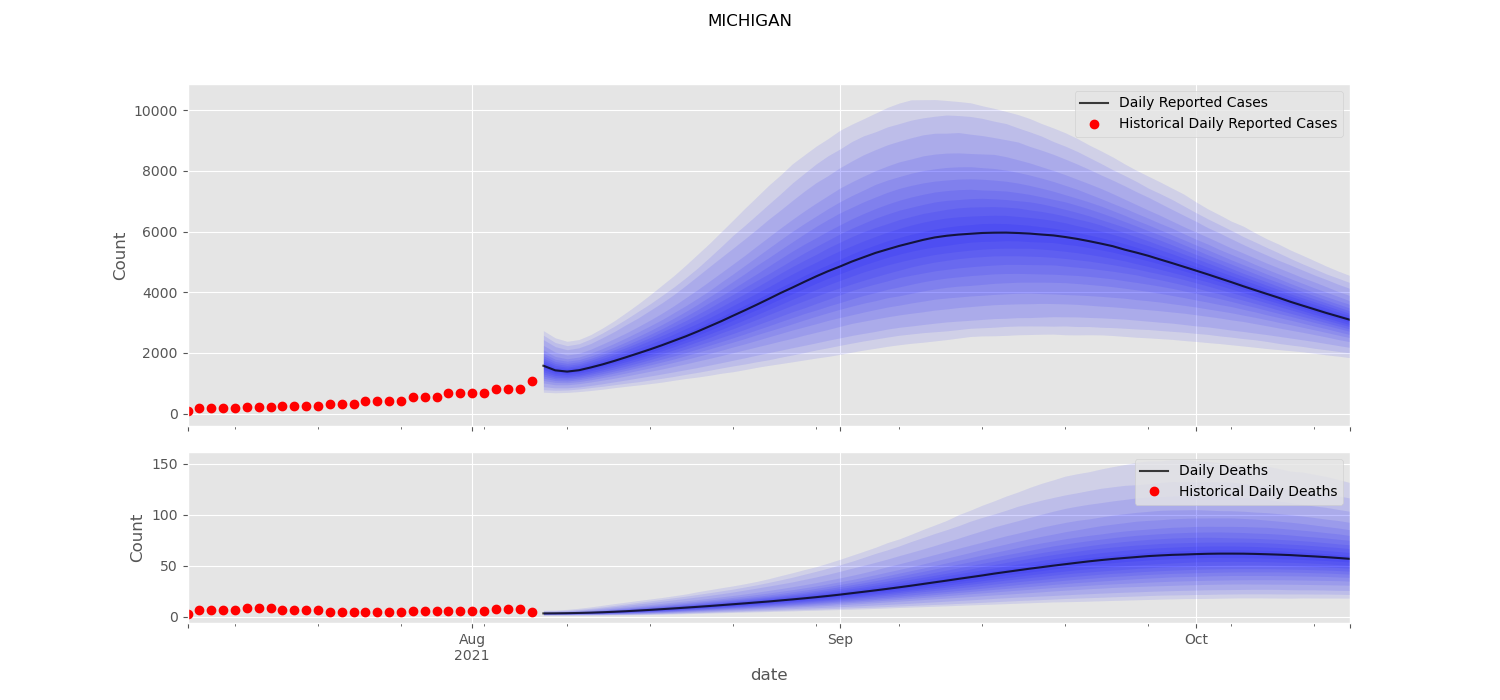 MICHIGAN
10000
8000
6000
4000
2000
0
Count
Daily Reported Cases
Historical Daily Reported Cases
150
100
50
0
Count
Daily Deaths
Historical Daily Deaths
Aug
2021
Sep
Oct
date